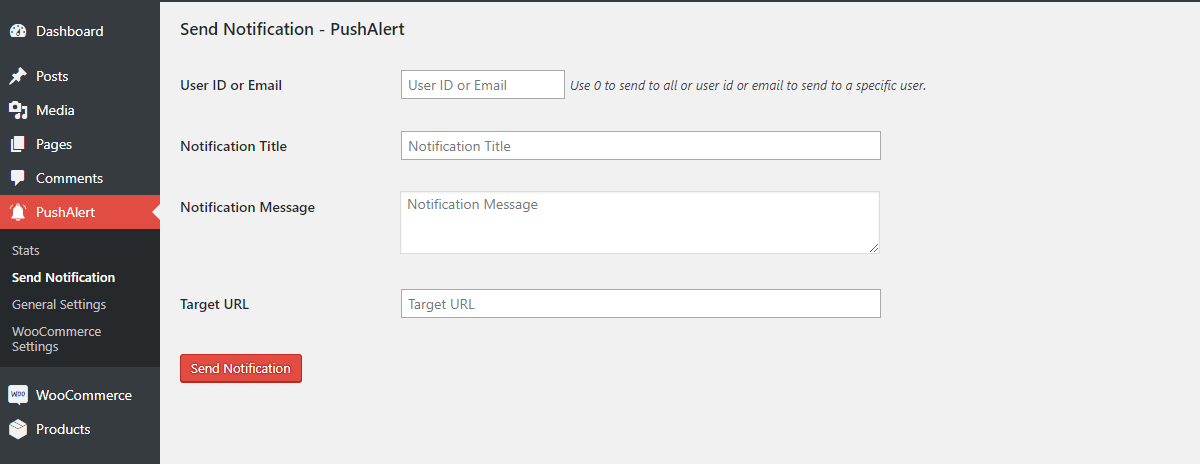 Dashboard
Posts
Media
Pages
Comments
PushAlert
Stats
Send Notification
General Settings
WooCommerce
Settings
Woo
WooCommerce
Products
Send Notification - PushAlert
User ID or Email
User ID or Email
Use 0 to send to all or user id or email to send to a specific user.
Notification Title
Notification Title
Notification Message
Notification Message
Target URL
Target URL
Send Notification